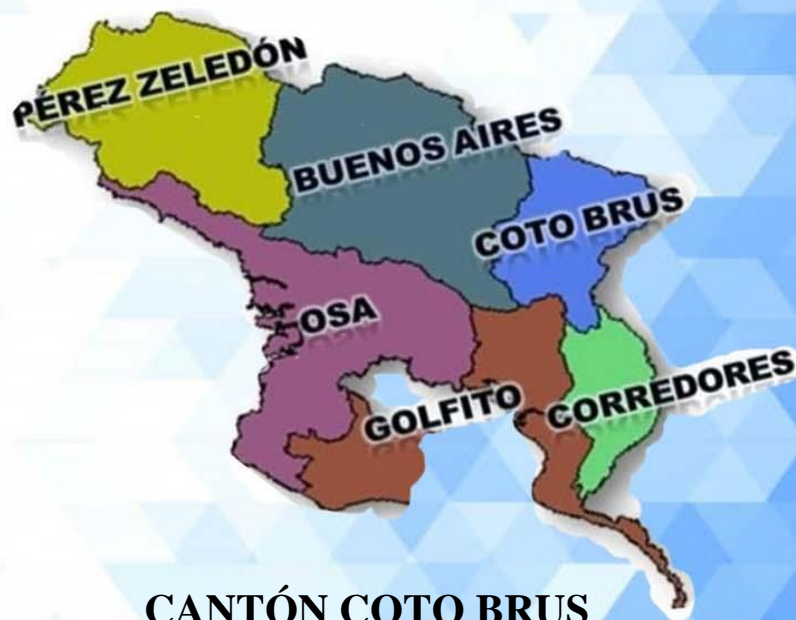 PÉREZ ZELEDÓN
BUENOS AIRES
COTO BRUS
OSA
GOLFITO
CORREDORES
CANTÓN COTO BRUS